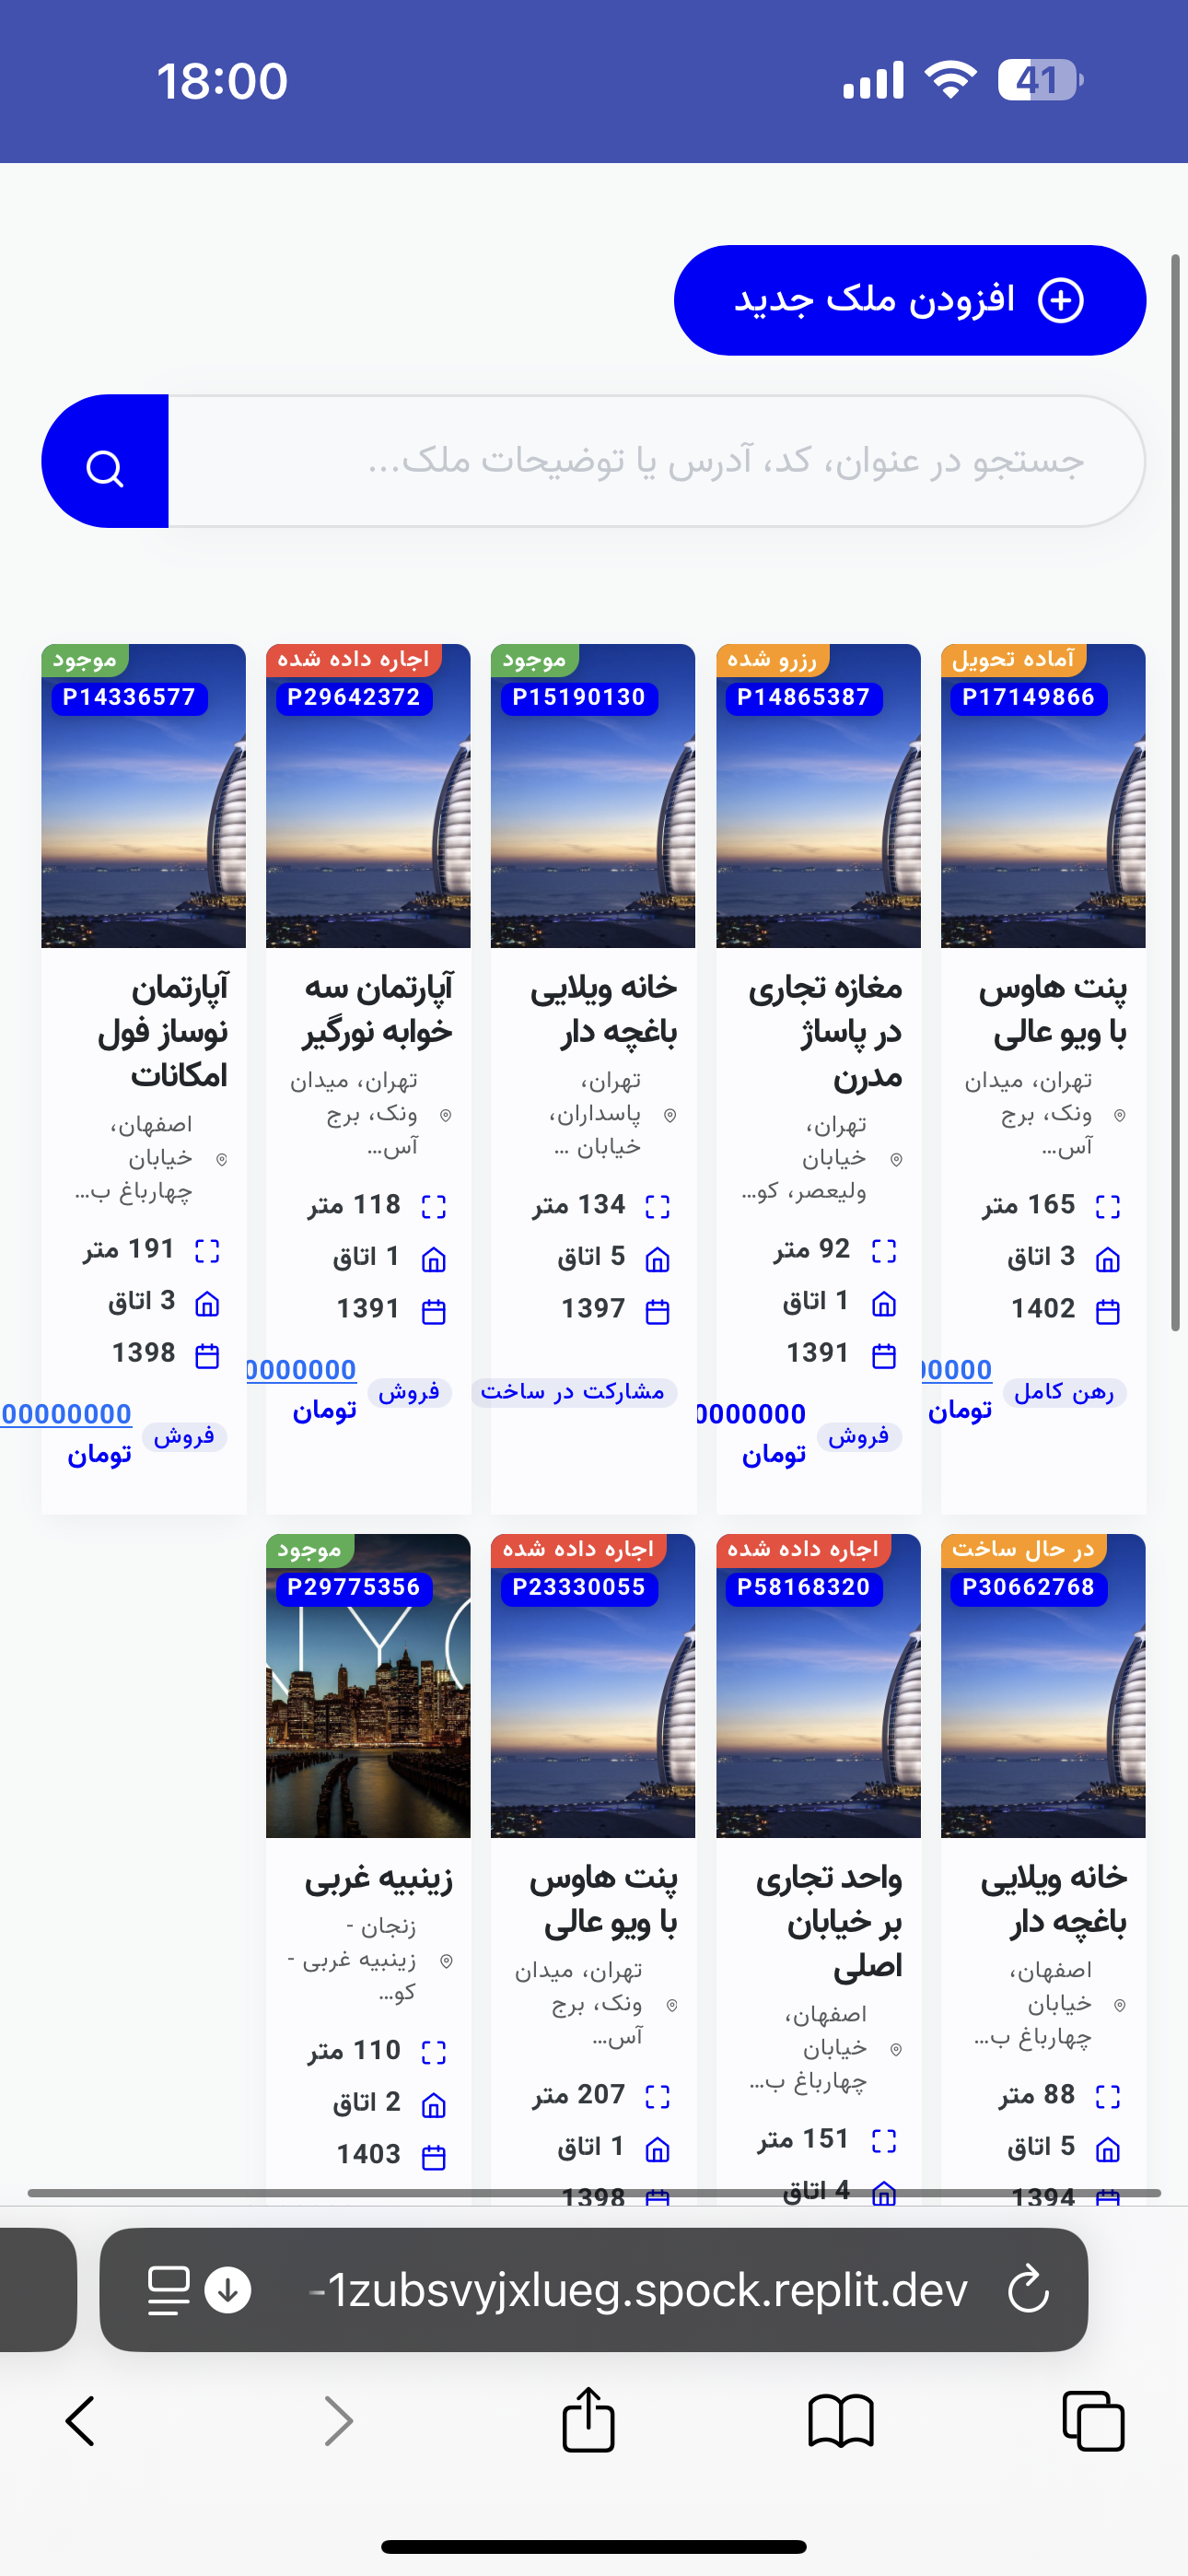 18:00
41
افزودن ملک جدید
جستجو در عنوان، کد، آدرس یا توضیحات ملک...
آماده تحویل
P17149866
پنت هاوس
با ویو عالی
تهران، میدان
ونک، برج
آس...
165 متر
3 اتاق
1402
رهن کامل
00000
تومان
رزرو شده
P14865387
مغازه تجاری
در پاساژ
مدرن
تهران،
خیابان
ولیعصر، کو...
92 متر
1 اتاق
1391
فروش
0000000
تومان
موجود
P15190130
خانه ویلایی
باغچه دار
تهران،
پاسداران،
خیابان ...
134 متر
5 اتاق
1397
مشارکت در ساخت
اجاره داده شده
P29642372
آپارتمان سه
خوابه نورگیر
تهران، میدان
ونک، برج
آس...
118 متر
1 اتاق
1391
فروش
0000000
تومان
موجود
P14336577
آپارتمان
نوساز فول
امکانات
اصفهان،
خیابان
چهارباغ ب...
191 متر
3 اتاق
1398
فروش
00000000
تومان
در حال ساخت
P30662768
خانه ویلایی
باغچه دار
اصفهان،
خیابان
چهارباغ ب...
88 متر
5 اتاق
1394
اجاره داده شده
P58168320
واحد تجاری
بر خیابان
اصلی
اصفهان،
خیابان
چهارباغ ب...
151 متر
4 اتاق
اجاره داده شده
P23330055
پنت هاوس
با ویو عالی
تهران، میدان
ونک، برج
آس...
207 متر
1 اتاق
1398
موجود
P29775356
زینبیه غربی
زنجان -
زینبیه غربی -
کو...
110 متر
2 اتاق
1403
-1zubsvyjxlueg.spock.replit.dev